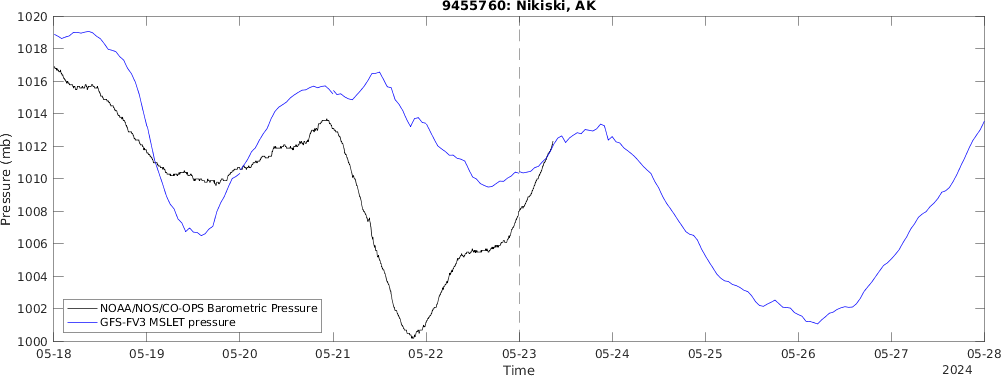 9455760: Nikiski, AK
1020
1018
1016
1014
1012
1010
1008
1006
1004
1002
1000
Pressure (mb)
NOAA/NOS/CO-OPS Barometric Pressure
GFS-FV3 MSLET pressure
05-18 05-19 05-20 05-21 05-22 05-23 05-24 05-25 05-26 05-27 05-28
Time
2024